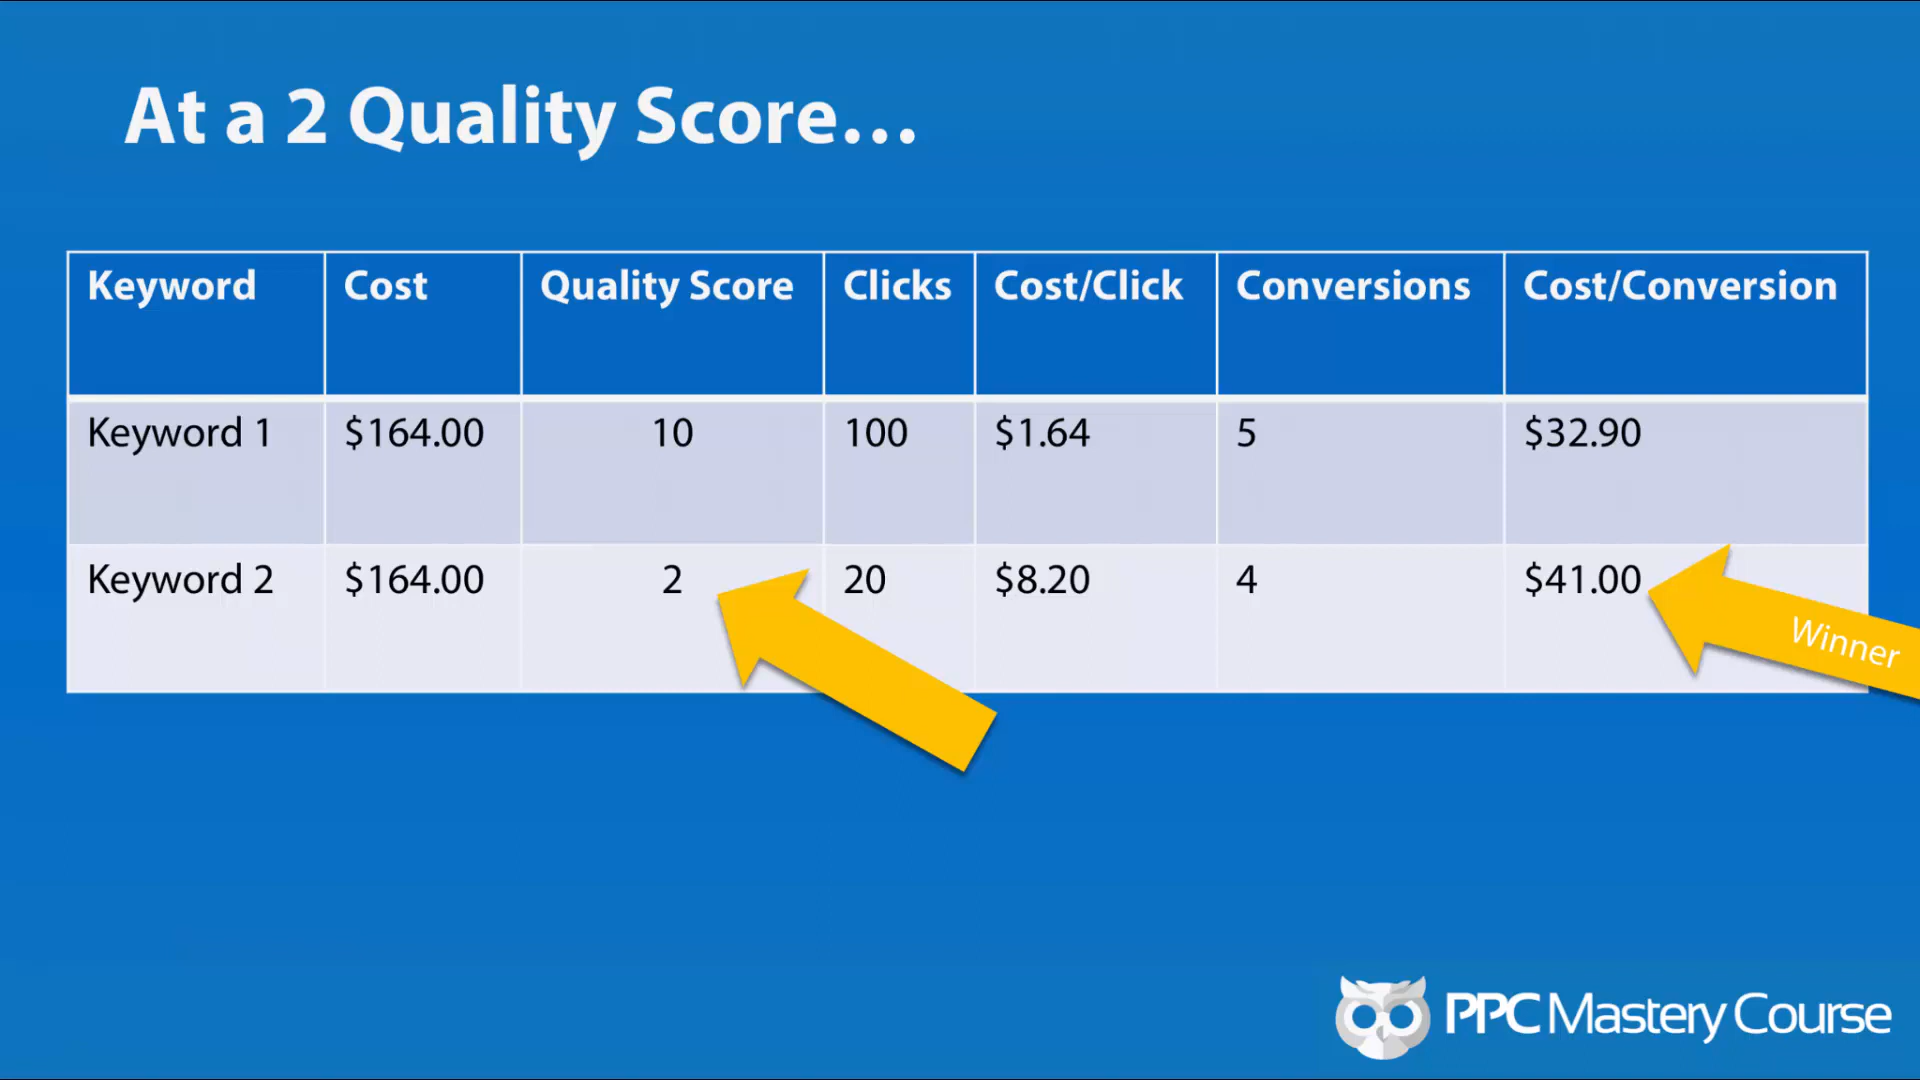 At a 2 Quality Score...
Keyword Cost Quality Score Clicks Cost/Click Conversions Cost/Conversion
Keyword 1 $164.00 10 100 $1.64 5 $32.90
Keyword 2 $164.00 2 20 $8.20 4 $41.00
Winner
PPC Mastery Course